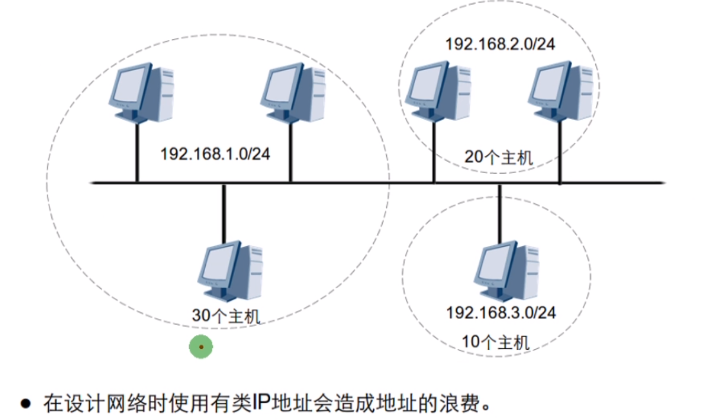 192.168.2.0/24
192.168.1.0/24
20个主机
30个主机
192.168.3.0/24
10个主机
● 在设计网络时使用有类IP地址会造成地址的浪费。